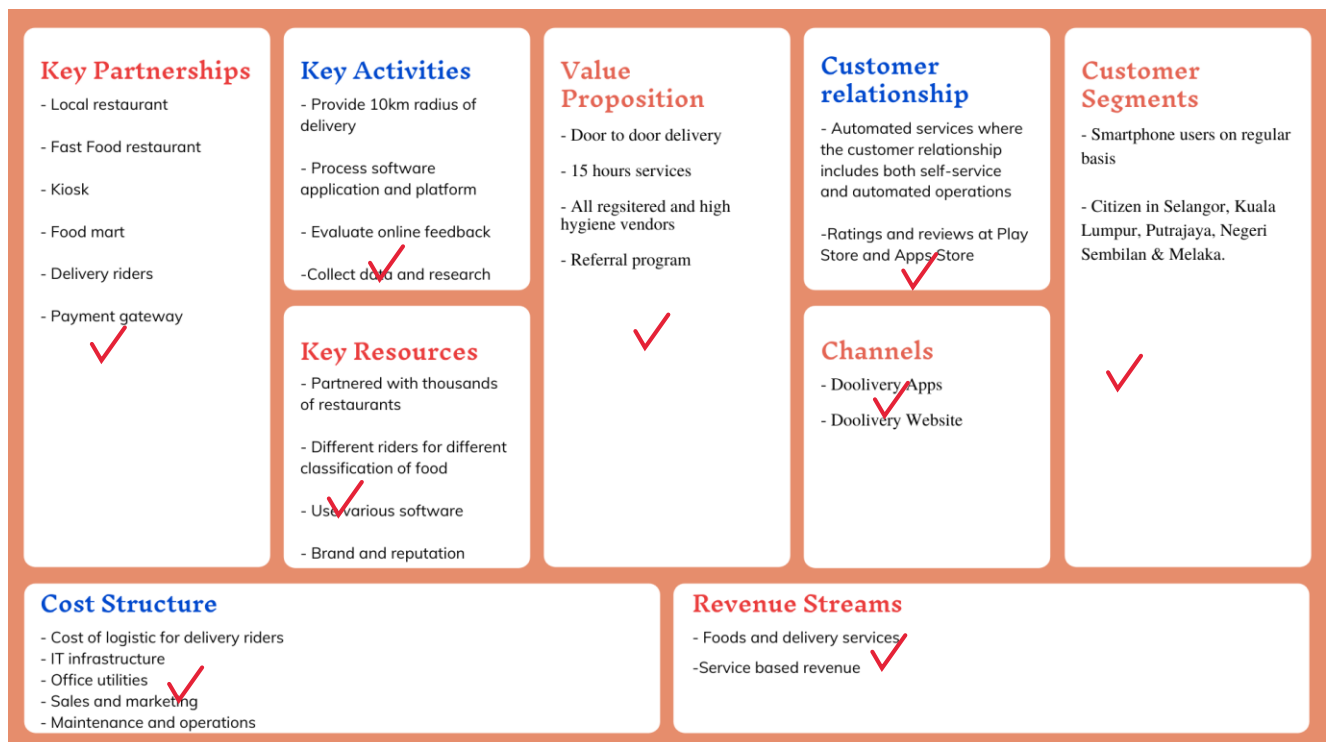 Key Partnerships
- Local restaurant
- Fast Food restaurant
- Kiosk
- Food mart
- Delivery riders
- Payment gateway
Key Activities
- Provide 10km radius of
delivery
- Process software
application and platform
- Evaluate online feedback
-Collect data and research
Key Resources
- Partnered with thousands
of restaurants
- Different riders for different
classification of food
- Use various software
- Brand and reputation
Value
Proposition
- Door to door delivery
- 15 hours services
- All regsitered and high
hygiene vendors
- Referral program
Customer
relationship
- Automated services where
the customer relationship
includes both self-service
and automated operations
-Ratings and reviews at Play
Store and Apps Store
Channels
- Doolivery Apps
- Doolivery Website
Customer
Segments
- Smartphone users on regular
basis
- Citizen in Selangor, Kuala
Lumpur, Putrajaya, Negeri
Sembilan & Melaka.
Cost Structure
- Cost of logistic for delivery riders
- IT infrastructure
- Office utilities
- Sales and marketing
- Maintenance and operations
Revenue Streams
- Foods and delivery services
-Service based revenue